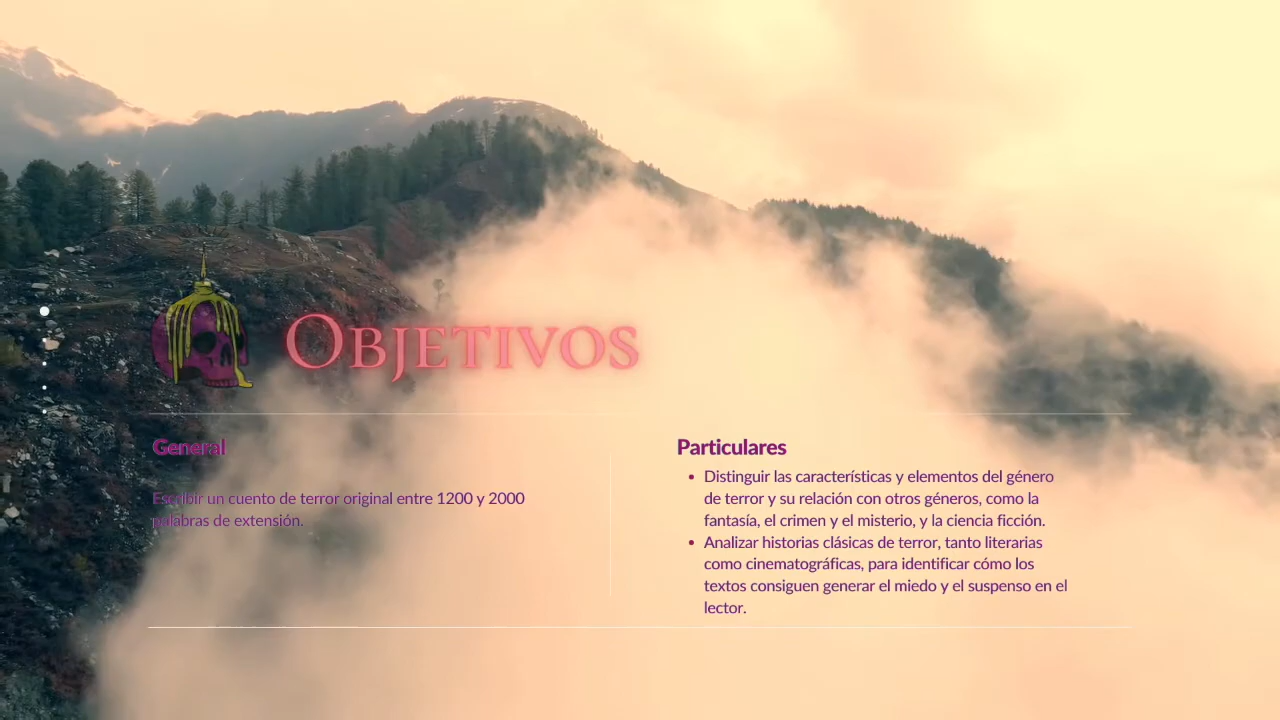 Objetivos
General
Escribir un cuento de terror original entre 1200 y 2000
palabras de extensión.
Particulares
• Distinguir las características y elementos del género
de terror y su relación con otros géneros, como la
fantasía, el crimen y el misterio, y la ciencia ficción.
• Analizar historias clásicas de terror, tanto literarias
como cinematográficas, para identificar cómo los
textos consiguen generar el miedo y el suspenso en el
lector.